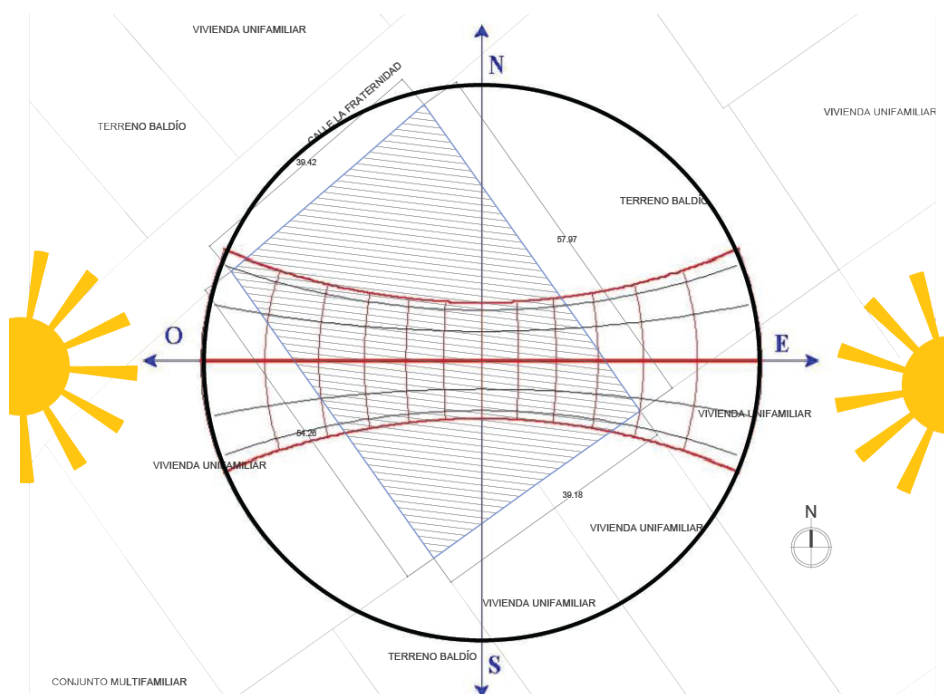 VIVIENDA UNIFAMILIAR
N
CALLE LA FRATERNIDAD
VIVIENDA UNIFAMILIAR
TERRENO BALDÍO
39.42
TERRENO BALDÍO
57.97
O
E
VIVIENDA UNIFAMILIAR
54.26
VIVIENDA UNIFAMILIAR
39.18
N
VIVIENDA UNIFAMILIAR
VIVIENDA UNIFAMILIAR
TERRENO BALDÍO
S
CONJUNTO MULTIFAMILIAR